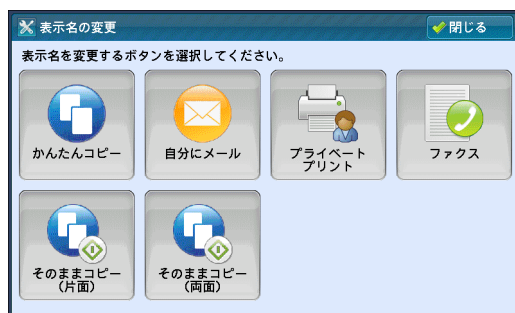 表示名の変更
閉じる
表示名を変更するボタンを選択してください。
かんたんコピー
自分にメール
プライベート
プリント
ファクス
そのままコピー
(片面)
そのままコピー
(両面)